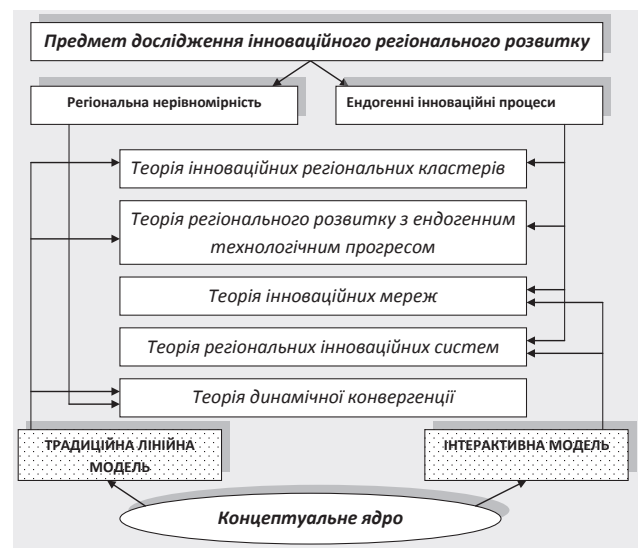 Предмет дослідження інноваційного регіонального розвитку
Регіональна нерівномірність
Ендогенні інноваційні процеси
Теорія інноваційних регіональних кластерів
Теорія регіонального розвитку з ендогенним
технологічним прогресом
Теорія інноваційних мереж
Теорія регіональних інноваційних систем
Теорія динамічної конвергенції
ТРАДИЦІЙНА ЛІНІЙНА
МОДЕЛЬ
ІНТЕРАКТИВНА МОДЕЛЬ
Концептуальне ядро